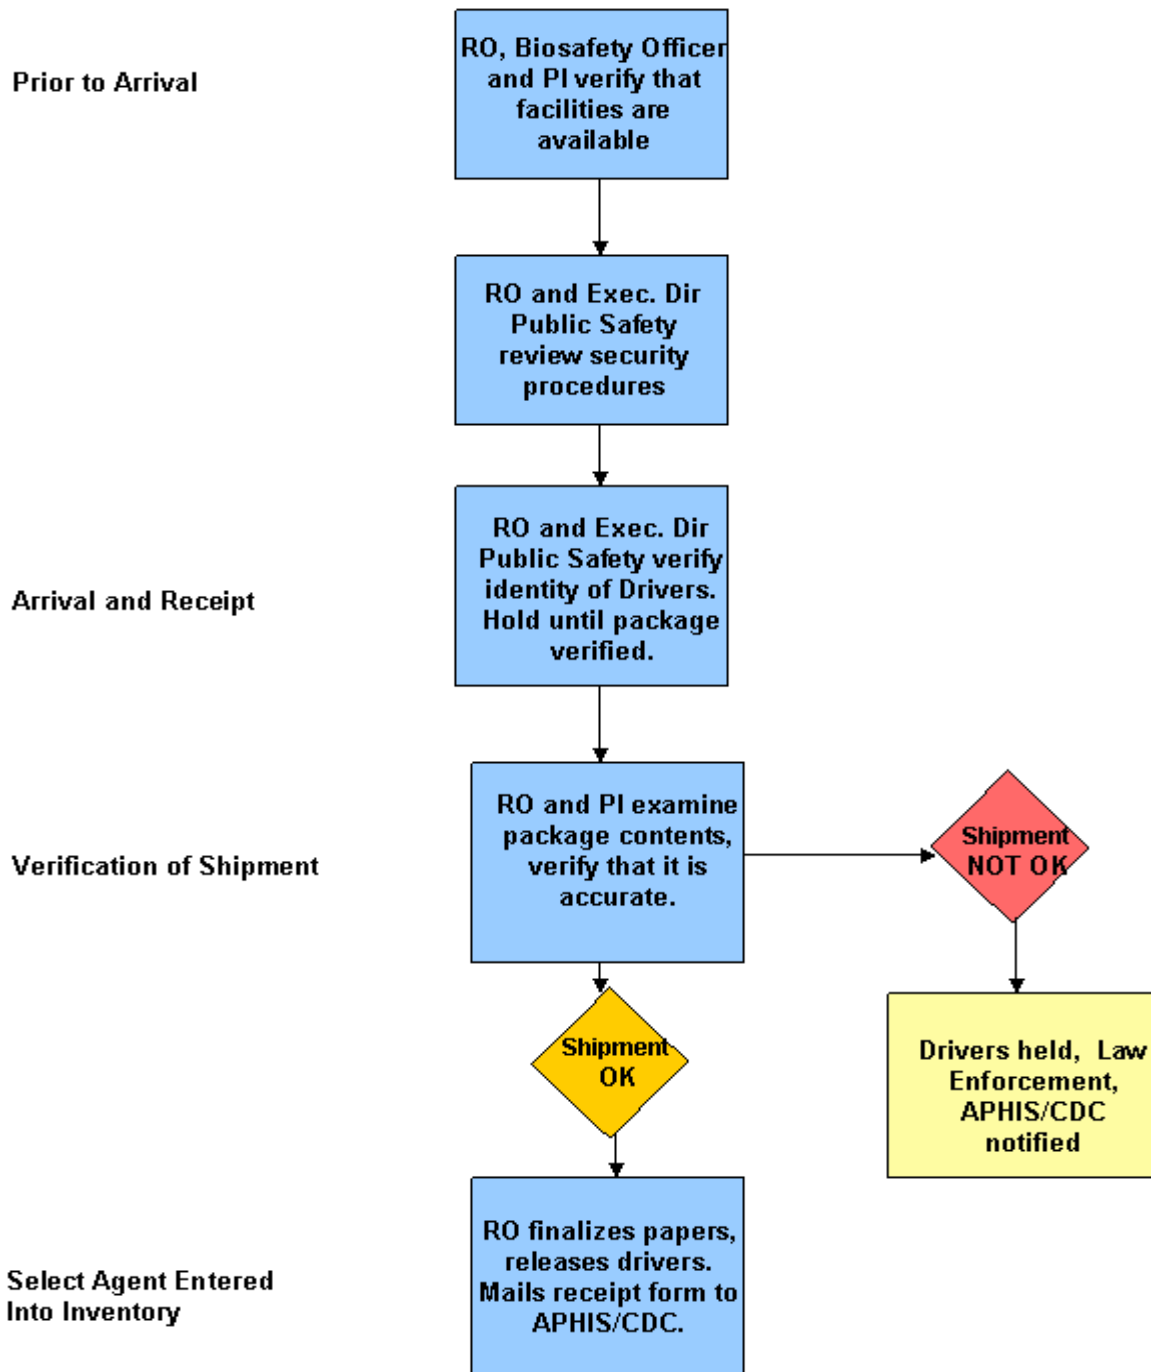 Prior to Arrival
RO, Biosafety Officer
and PI verify that
facilities are
available
RO and Exec. Dir
Public Safety
review security
procedures
Arrival and Receipt
RO and Exec. Dir
Public Safety verify
identity of Drivers.
Hold until package
verified.
Verification of Shipment
RO and PI examine
package contents,
verify that it is
accurate.
Shipment
NOT OK
Shipment
OK
Drivers held, Law
Enforcement,
APHIS/CDC
notified
Select Agent Entered
Into Inventory
RO finalizes papers,
releases drivers.
Mails receipt form to
APHIS/CDC.